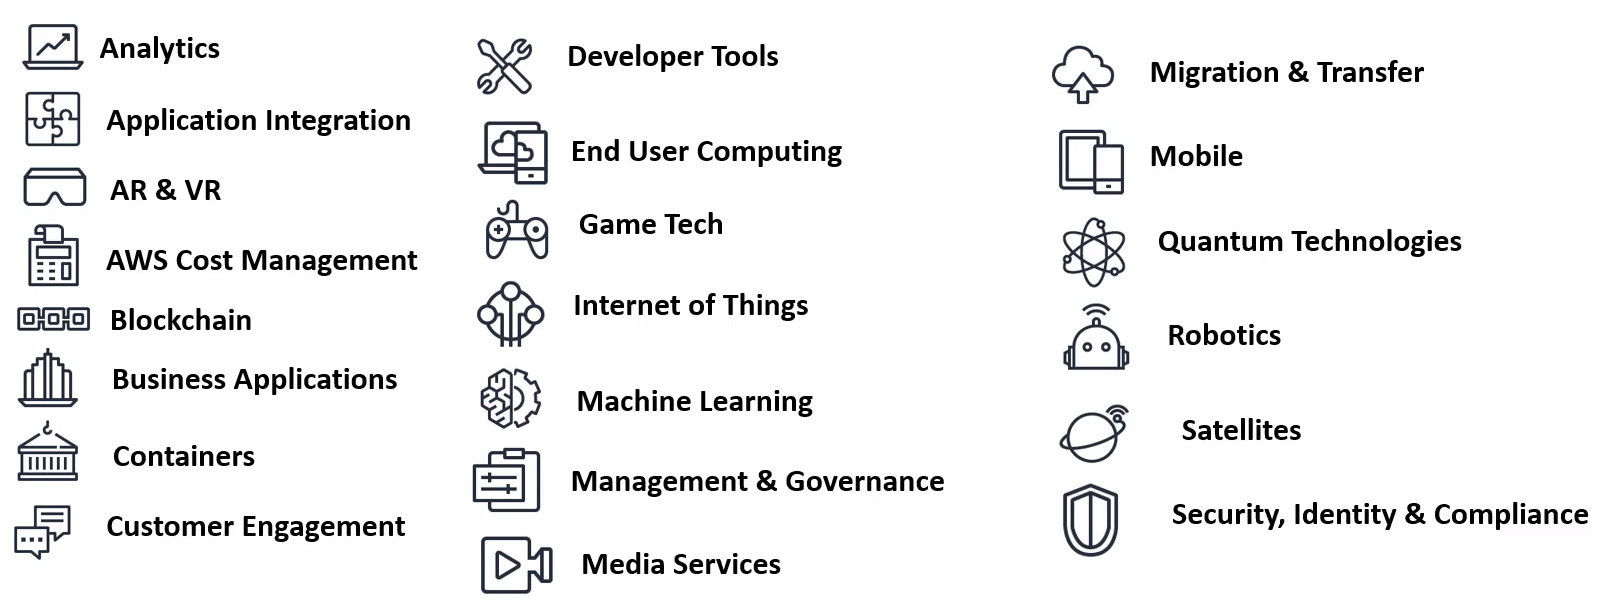 Analytics
Application Integration
AR & VR
AWS Cost Management
Blockchain
Business Applications
Containers
Customer Engagement
Developer Tools
End User Computing
Game Tech
Internet of Things
Machine Learning
Management & Governance
Media Services
Migration & Transfer
Mobile
Quantum Technologies
Robotics
Satellites
Security, Identity & Compliance